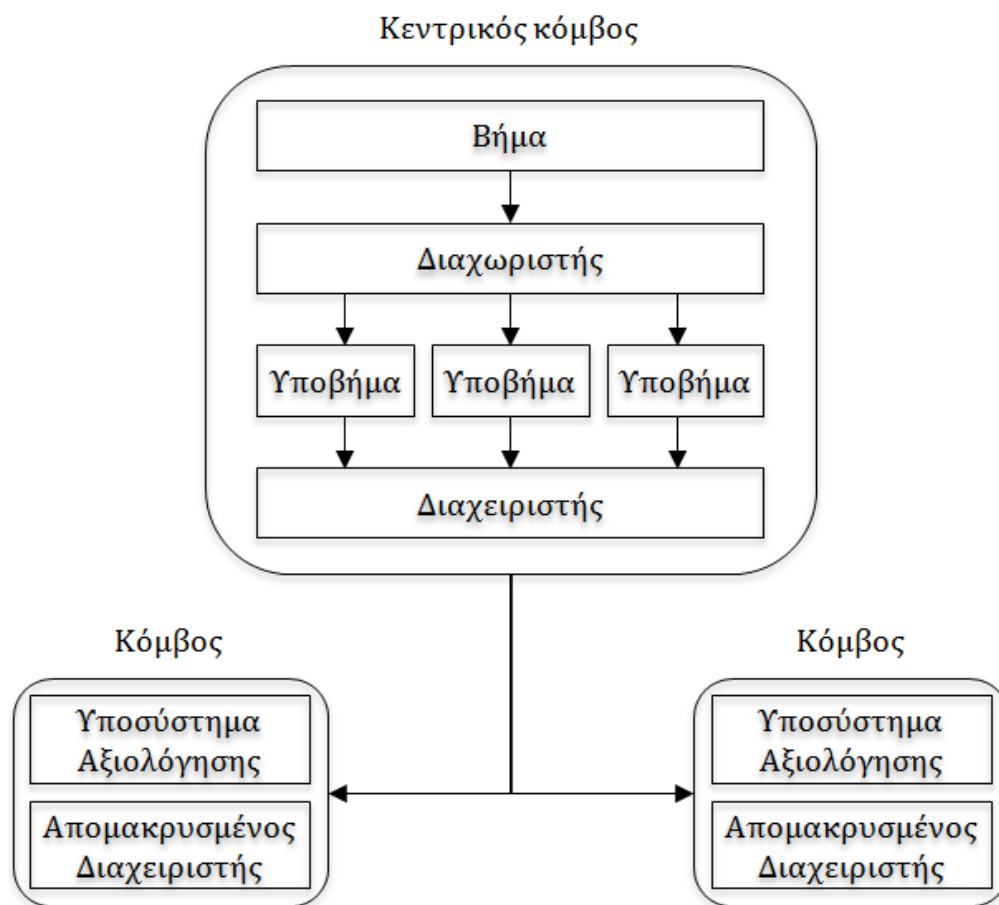 Κεντρικός κόμβος
Βήμα
Διαχωριστής
Υποβήμα Υποβήμα Υποβήμα
Διαχειριστής
Κόμβος
Υποσύστημα
Αξιολόγησης
Απομακρυσμένος
Διαχειριστής
Κόμβος
Υποσύστημα
Αξιολόγησης
Απομακρυσμένος
Διαχειριστής